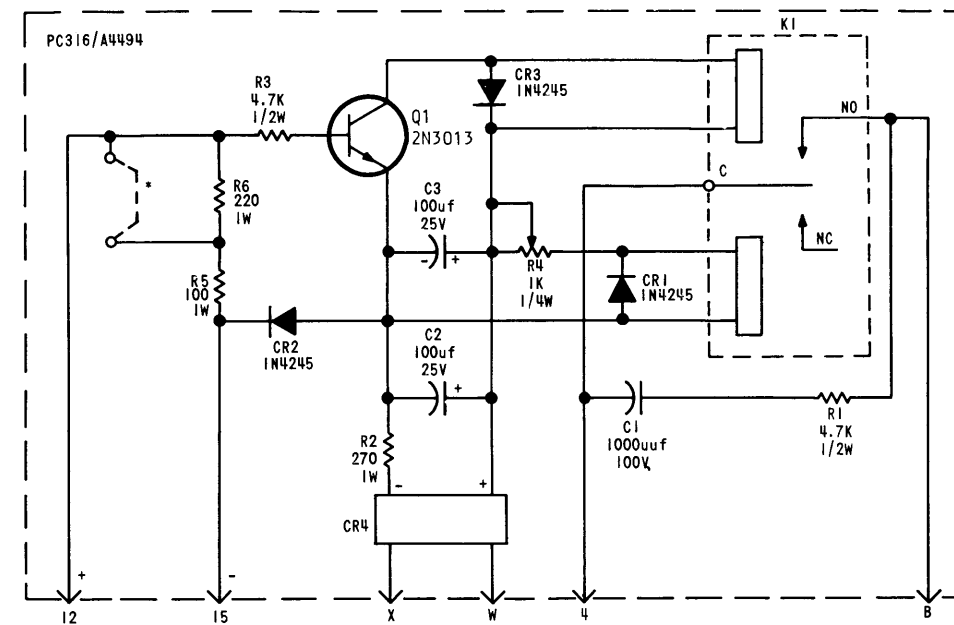 K1
PC316/A4494
CR3
1N4245
R3
4.7K
1/2W
Q1
2N3013
NO
C
*
R6
220
1W
C3
100uf
25V
- +
NC
R4
1K
1/4W
R5
100
1W
CR1
1N4245
CR2
1N4245
C2
100uf
25V
+
R2
270
1W
C1
1000uuf
100V
R1
4.7K
1/2W
- +
CR4
+ -
12 15 X W 4 B